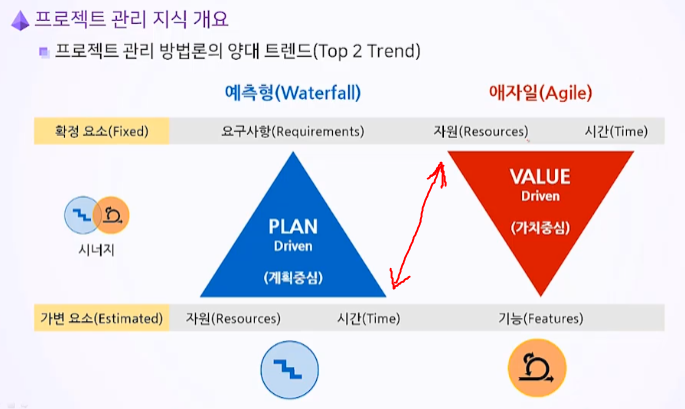 프로젝트 관리 지식 개요
프로젝트 관리 방법론의 양대 트렌드(Top 2 Trend)
예측형(Waterfall) 애자일(Agile)
확정 요소(Fixed) 요구사항(Requirements) 자원(Resources) 시간(Time)
PLAN
Driven
(계획중심)
VALUE
Driven
(가치중심)
시너지
가변 요소(Estimated) 자원(Resources) 시간(Time) 기능(Features)